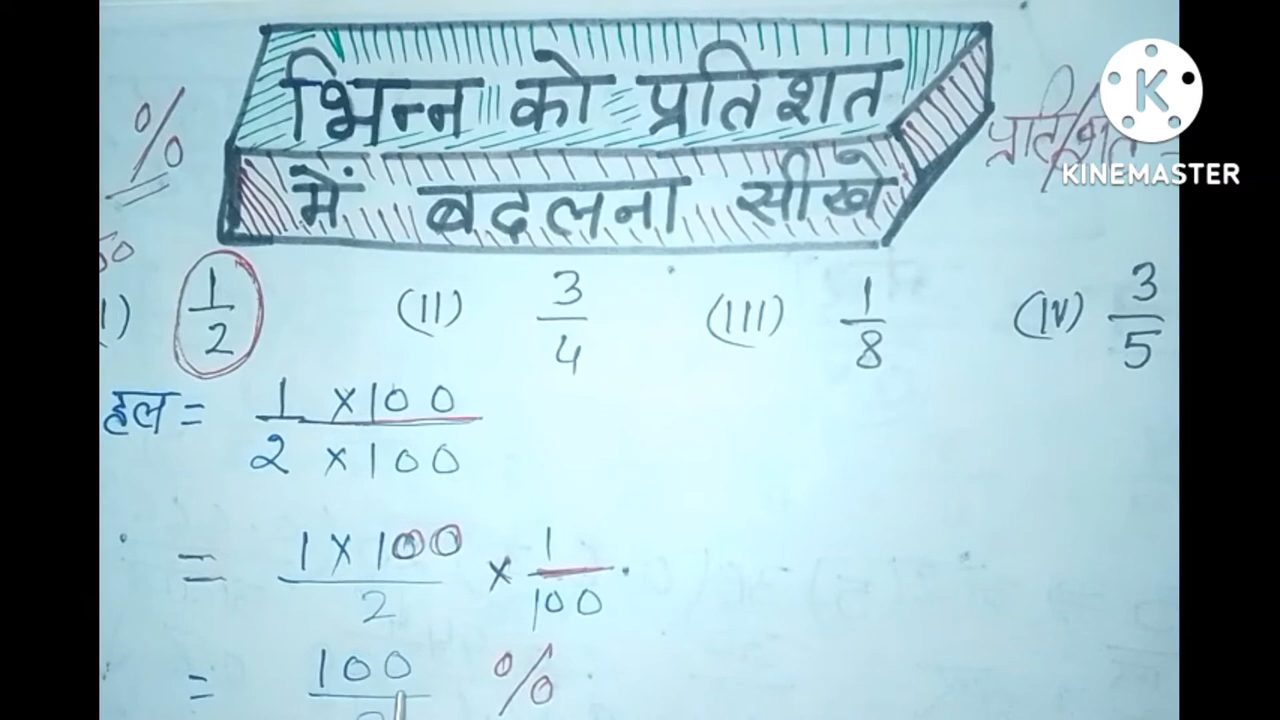 भिन्न को प्रतिशत
में बदलना सीखे
%
K
KINEMASTER
(II) (III) (IV)
1/2 3/4 1/8 3/5
हल = 1 × 100 / 2 × 100
= 1 × 100 / 2 × 1 / 100
= 100 %